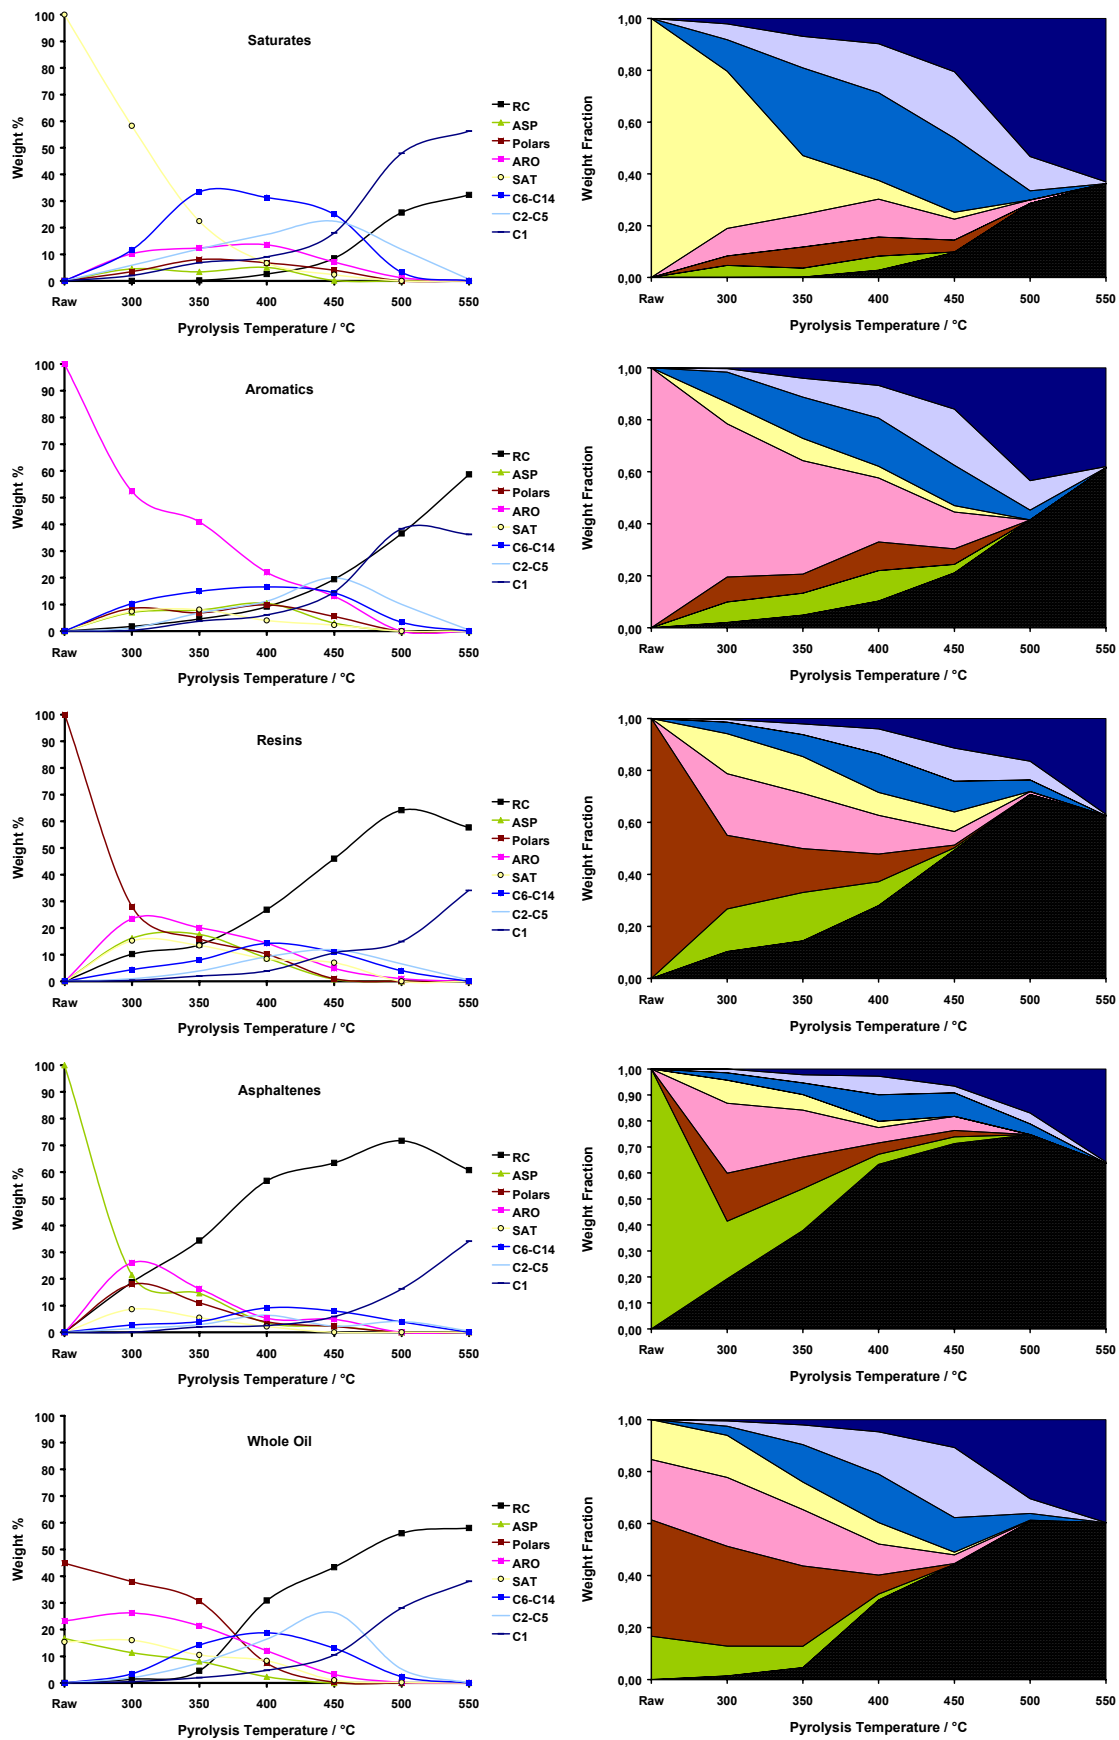 Saturates
Weight %
100
90
80
70
60
50
40
30
20
10
0
Raw 300 350 400 450 500 550
Pyrolysis Temperature / °C
RC
ASP
Polars
ARO
SAT
C6-C14
C2-C5
C1
Weight Fraction
1,00
0,80
0,60
0,40
0,20
0,00
Raw 300 350 400 450 500 550
Pyrolysis Temperature / °C
Aromatics
Weight %
100
90
80
70
60
50
40
30
20
10
0
Raw 300 350 400 450 500 550
Pyrolysis Temperature / °C
RC
ASP
Polars
ARO
SAT
C6-C14
C2-C5
C1
Weight Fraction
1,00
0,80
0,60
0,40
0,20
0,00
Raw 300 350 400 450 500 550
Pyrolysis Temperature / °C
Resins
Weight %
100
90
80
70
60
50
40
30
20
10
0
Raw 300 350 400 450 500 550
Pyrolysis Temperature / °C
RC
ASP
Polars
ARO
SAT
C6-C14
C2-C5
C1
Weight Fraction
1,00
0,80
0,60
0,40
0,20
0,00
Raw 300 350 400 450 500 550
Pyrolysis Temperature / °C
Asphaltenes
Weight %
100
90
80
70
60
50
40
30
20
10
0
Raw 300 350 400 450 500 550
Pyrolysis Temperature / °C
RC
ASP
Polars
ARO
SAT
C6-C14
C2-C5
C1
Weight Fraction
1,00
0,90
0,80
0,70
0,60
0,50
0,40
0,30
0,20
0,10
0,00
Raw 300 350 400 450 500 550
Pyrolysis Temperature / °C
Whole Oil
Weight %
100
90
80
70
60
50
40
30
20
10
0
Raw 300 350 400 450 500 550
Pyrolysis Temperature / °C
RC
ASP
Polars
ARO
SAT
C6-C14
C2-C5
C1
Weight Fraction
1,00
0,80
0,60
0,40
0,20
0,00
Raw 300 350 400 450 500 550
Pyrolysis Temperature / °C